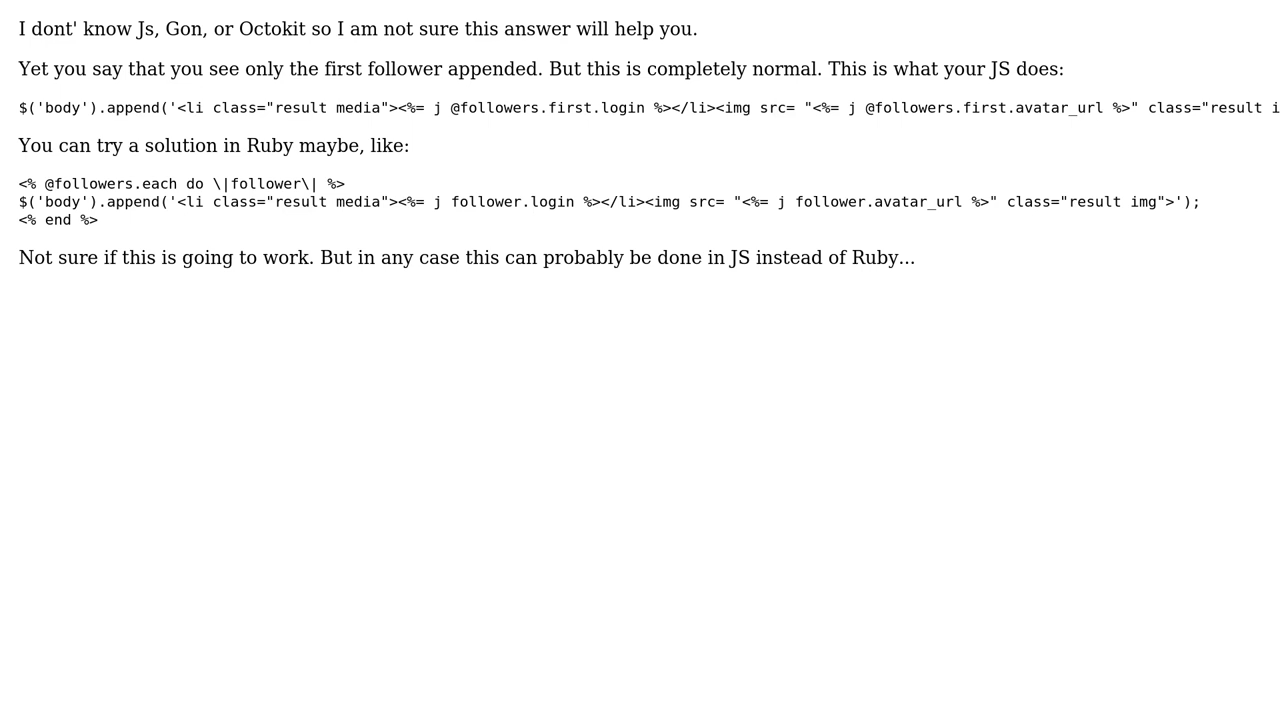 I dont' know Js, Gon, or Octokit so I am not sure this answer will help you.
Yet you say that you see only the first follower appended. But this is completely normal. This is what your JS does:
$('body').append('<li class="result media"><%= j @followers.first.login %></li><img src= "<%= j @followers.first.avatar_url %>" class="result i
You can try a solution in Ruby maybe, like:
<% @followers.each do \|follower\| %>
$('body').append('<li class="result media"><%= j follower.login %></li><img src= "<%= j follower.avatar_url %>" class="result img">');
<% end %>
Not sure if this is going to work. But in any case this can probably be done in JS instead of Ruby...